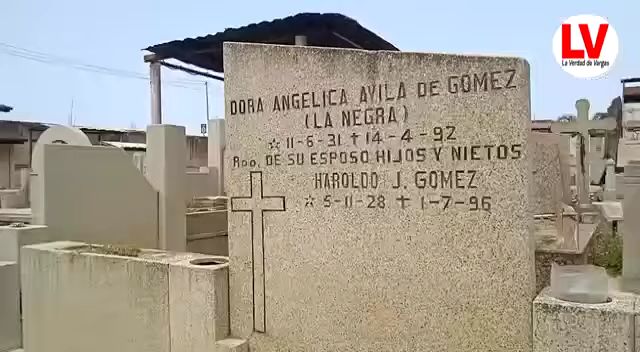 LV
La Verdad de Vargas
DORA ANGELICA AVILA DE GOMEZ
(LA NEGRA)
☆ 11-6-31 ✝ 14-4-92
Rdo. DE SU ESPOSO HIJOS Y NIETOS
HAROLDO J. GOMEZ
☆ 5-11-28 ✝ 1-7-96